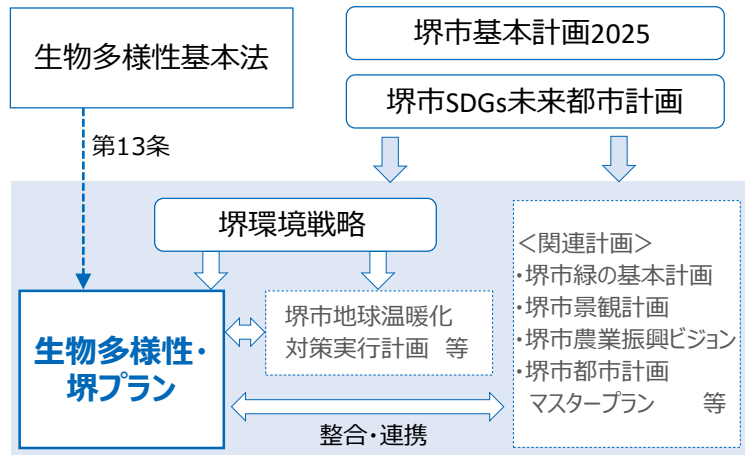 生物多様性基本法
堺市基本計画2025
堺市SDGs未来都市計画
第13条
堺環境戦略
生物多様性・
堺プラン
堺市地球温暖化
対策実行計画 等
＜関連計画＞
・堺市緑の基本計画
・堺市景観計画
・堺市農業振興ビジョン
・堺市都市計画
マスタープラン 等
整合・連携